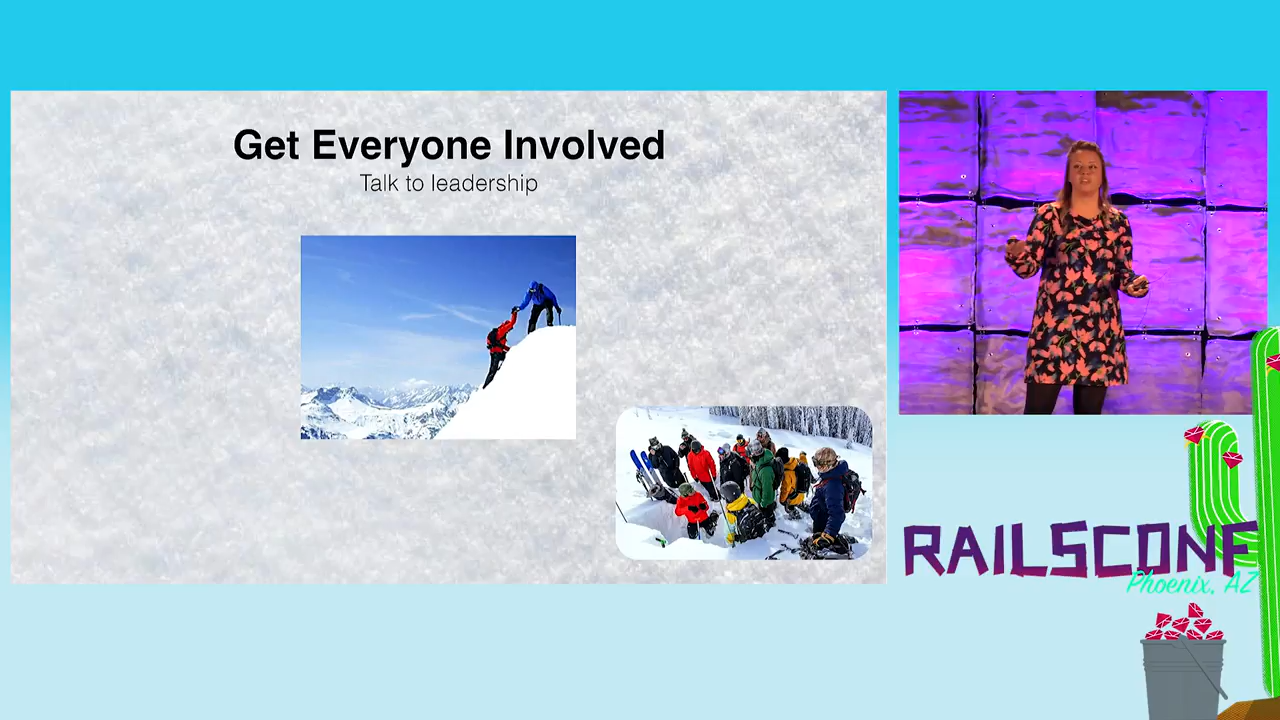 Get Everyone Involved
Talk to leadership
RAILSCONF
Phoenix, AZ